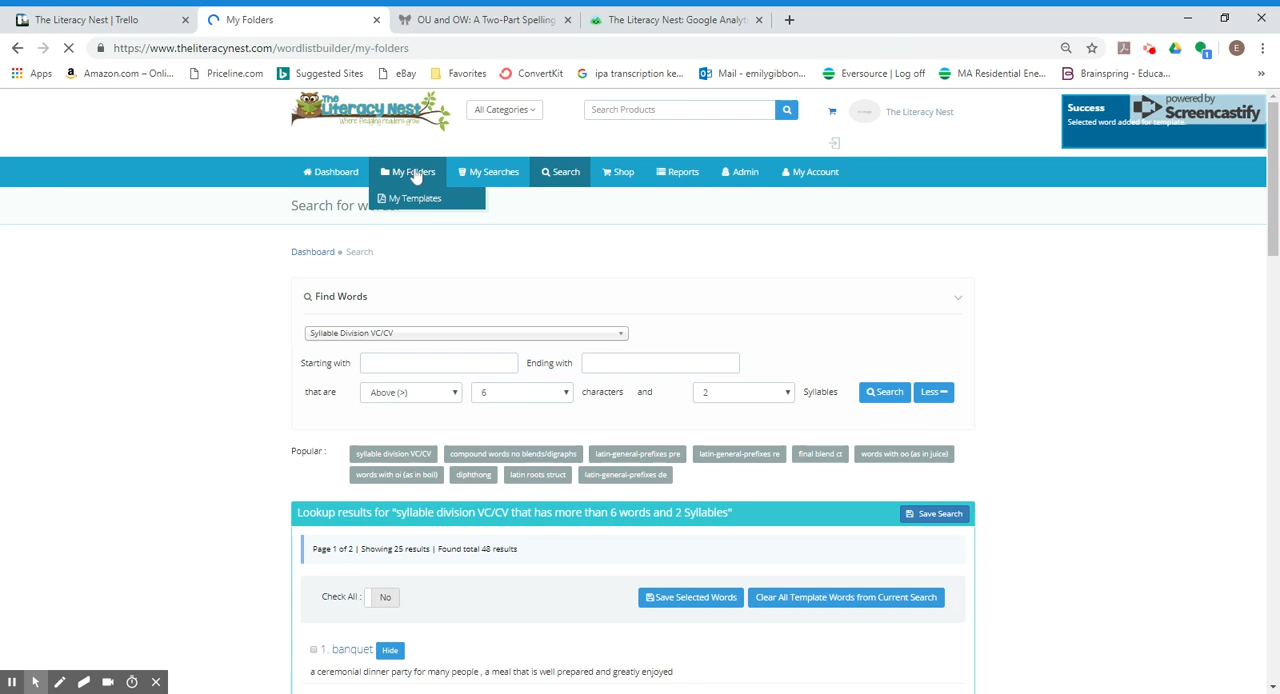 The Literacy Nest | Trello
My Folders
OU and OW: A Two-Part Spelling
The Literacy Nest: Google Analyt
https://www.theliteracynest.com/wordlistbuilder/my-folders
E
1
Apps
Amazon.com – Onli...
Priceline.com
Suggested Sites
eBay
Favorites
ConvertKit
ipa transcription ke...
Mail - emilygibbon...
Eversource | Log off
MA Residential Ene...
Brainspring - Educa...
»
The Literacy Nest
where fledgling readers grow
All Categories
Search Products
The Literacy Nest
Success
Selected word added for template.
powered by
Screencastify
Dashboard
My Folders
My Searches
Search
Shop
Reports
Admin
My Account
My Templates
Search for words
Dashboard
Search
Find Words
Syllable Division VC/CV
Starting with
Ending with
that are
Above (>)
6
characters
and
2
Syllables
Search
Less
Popular :
syllable division VC/CV
compound words no blends/digraphs
latin-general-prefixes pre
latin-general-prefixes re
final blend ct
words with oo (as in juice)
words with oi (as in boil)
diphthong
latin roots struct
latin-general-prefixes de
Lookup results for "syllable division VC/CV that has more than 6 words and 2 Syllables"
Save Search
Page 1 of 2 | Showing 25 results | Found total 48 results
Check All :
No
Save Selected Words
Clear All Template Words from Current Search
1. banquet
Hide
a ceremonial dinner party for many people , a meal that is well prepared and greatly enjoyed